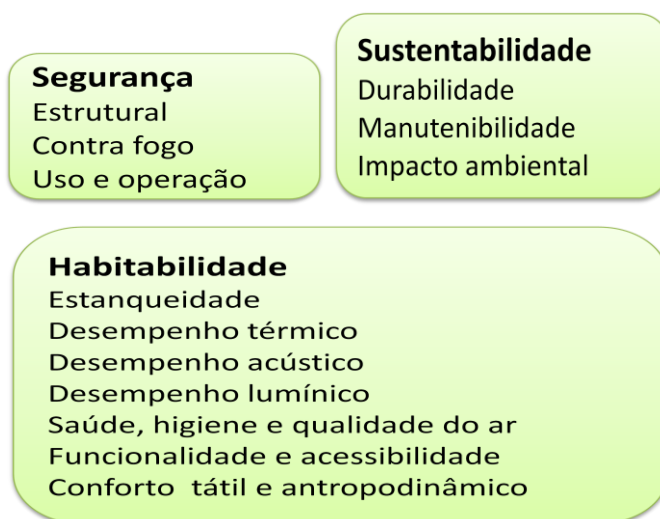 Segurança
Estrutural
Contra fogo
Uso e operação
Sustentabilidade
Durabilidade
Manutenibilidade
Impacto ambiental
Habitabilidade
Estanqueidade
Desempenho térmico
Desempenho acústico
Desempenho lumínico
Saúde, higiene e qualidade do ar
Funcionalidade e acessibilidade
Conforto  tátil e antropodinâmico